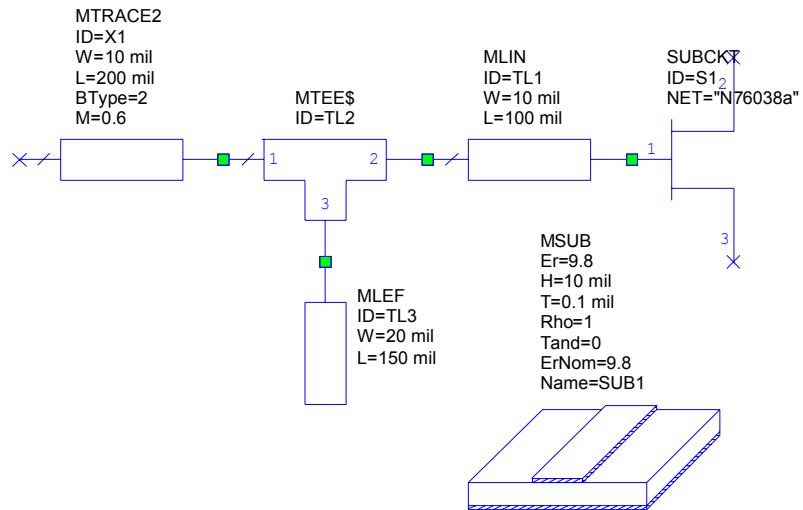 MTRACE2
ID=X1
W=10 mil
L=200 mil
BType=2
M=0.6
MTEE$
ID=TL2
MLIN
ID=TL1
W=10 mil
L=100 mil
SUBCKT
ID=S1
NET="N76038a"
1
2
3
1
2
3
MLEF
ID=TL3
W=20 mil
L=150 mil
MSUB
Er=9.8
H=10 mil
T=0.1 mil
Rho=1
Tand=0
ErNom=9.8
Name=SUB1